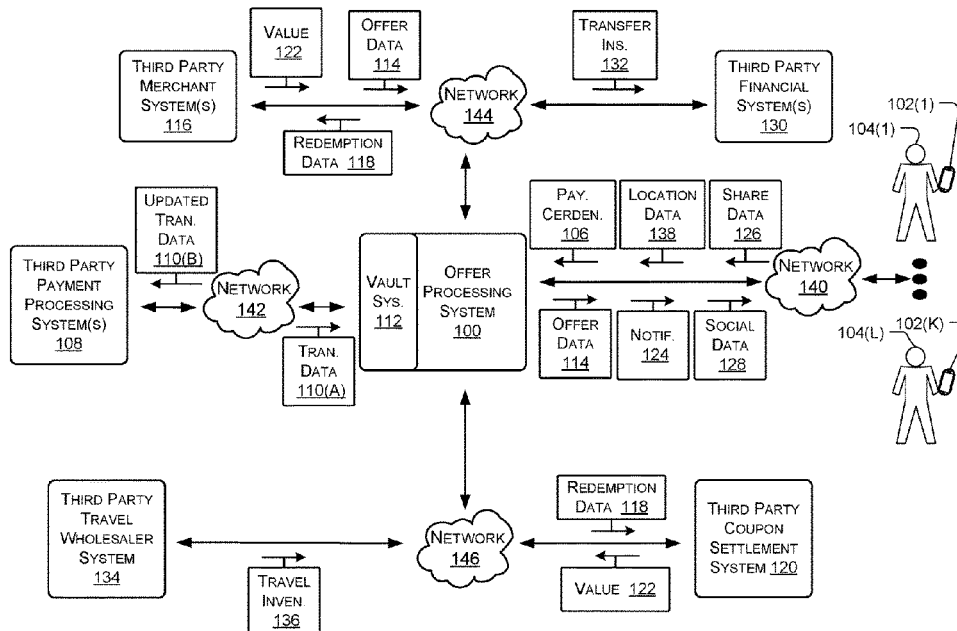 VALUE
122
OFFER
DATA
114
TRANSFER
INS.
132
THIRD PARTY
MERCHANT
SYSTEM(S)
116
NETWORK
144
THIRD PARTY
FINANCIAL
SYSTEM(S)
130
REDEMPTION
DATA 118
102(1)
104(1)
UPDATED
TRAN.
DATA
110(B)
PAY.
CERDEN.
106
LOCATION
DATA
138
SHARE
DATA
126
THIRD PARTY
PAYMENT
PROCESSING
SYSTEM(S)
108
NETWORK
142
VAULT
SYS.
112
OFFER
PROCESSING
SYSTEM
100
NETWORK
140
TRAN.
DATA
110(A)
OFFER
DATA
114
NOTIF.
124
SOCIAL
DATA
128
102(K)
104(L)
THIRD PARTY
TRAVEL
WHOLESALER
SYSTEM
134
NETWORK
146
REDEMPTION
DATA 118
THIRD PARTY
COUPON
SETTLEMENT
SYSTEM 120
TRAVEL
INVEN.
136
VALUE 122